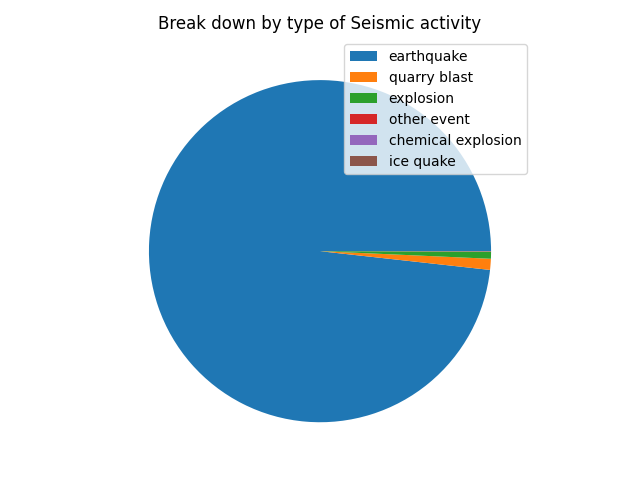 Break down by type of Seismic activity
earthquake
quarry blast
explosion
other event
chemical explosion
ice quake